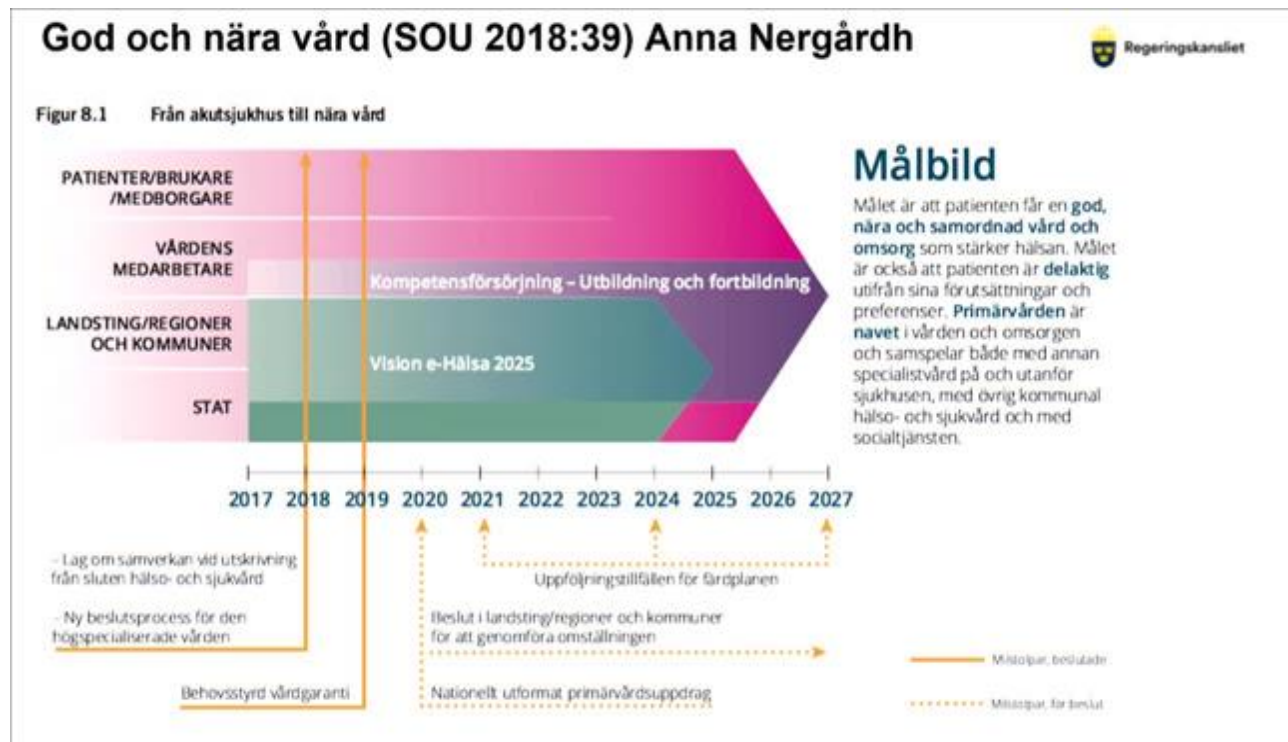 God och nära vård (SOU 2018:39) Anna Nergårdh
Regeringskansliet
Figur 8.1 Från akutsjukhus till nära vård
PATIENTER/BRUKARE
/MEDBORGARE
VÅRDENS
MEDARBETARE
Kompetensförsörjning – Utbildning och fortbildning
LANDSTING/REGIONER
OCH KOMMUNER
Vision e-Hälsa 2025
STAT
2017 2018 2019 2020 2021 2022 2023 2024 2025 2026 2027
- Lag om samverkan vid utskrivning
från sluten hälso- och sjukvård
- Ny beslutsprocess för den
högspecialiserade vården
Behovsstyrd vårdgaranti
Uppföljningstillfällen för färdplanen
Beslut i landsting/regioner och kommuner
för att genomföra omställningen
Nationellt utformat primärvårdsuppdrag
Målbild
Målet är att patienten får en god,
nära och samordnad vård och
omsorg som stärker hälsan. Målet
är också att patienten är delaktig
utifrån sina förutsättningar och
preferenser. Primärvården är
navet i vården och omsorgen
och samspelar både med annan
specialistvård på och utanför
sjukhusen, med övrig kommunal
hälso- och sjukvård och med
socialtjänsten.
Milstolpar, beslutade
Milstolpar, för beslut